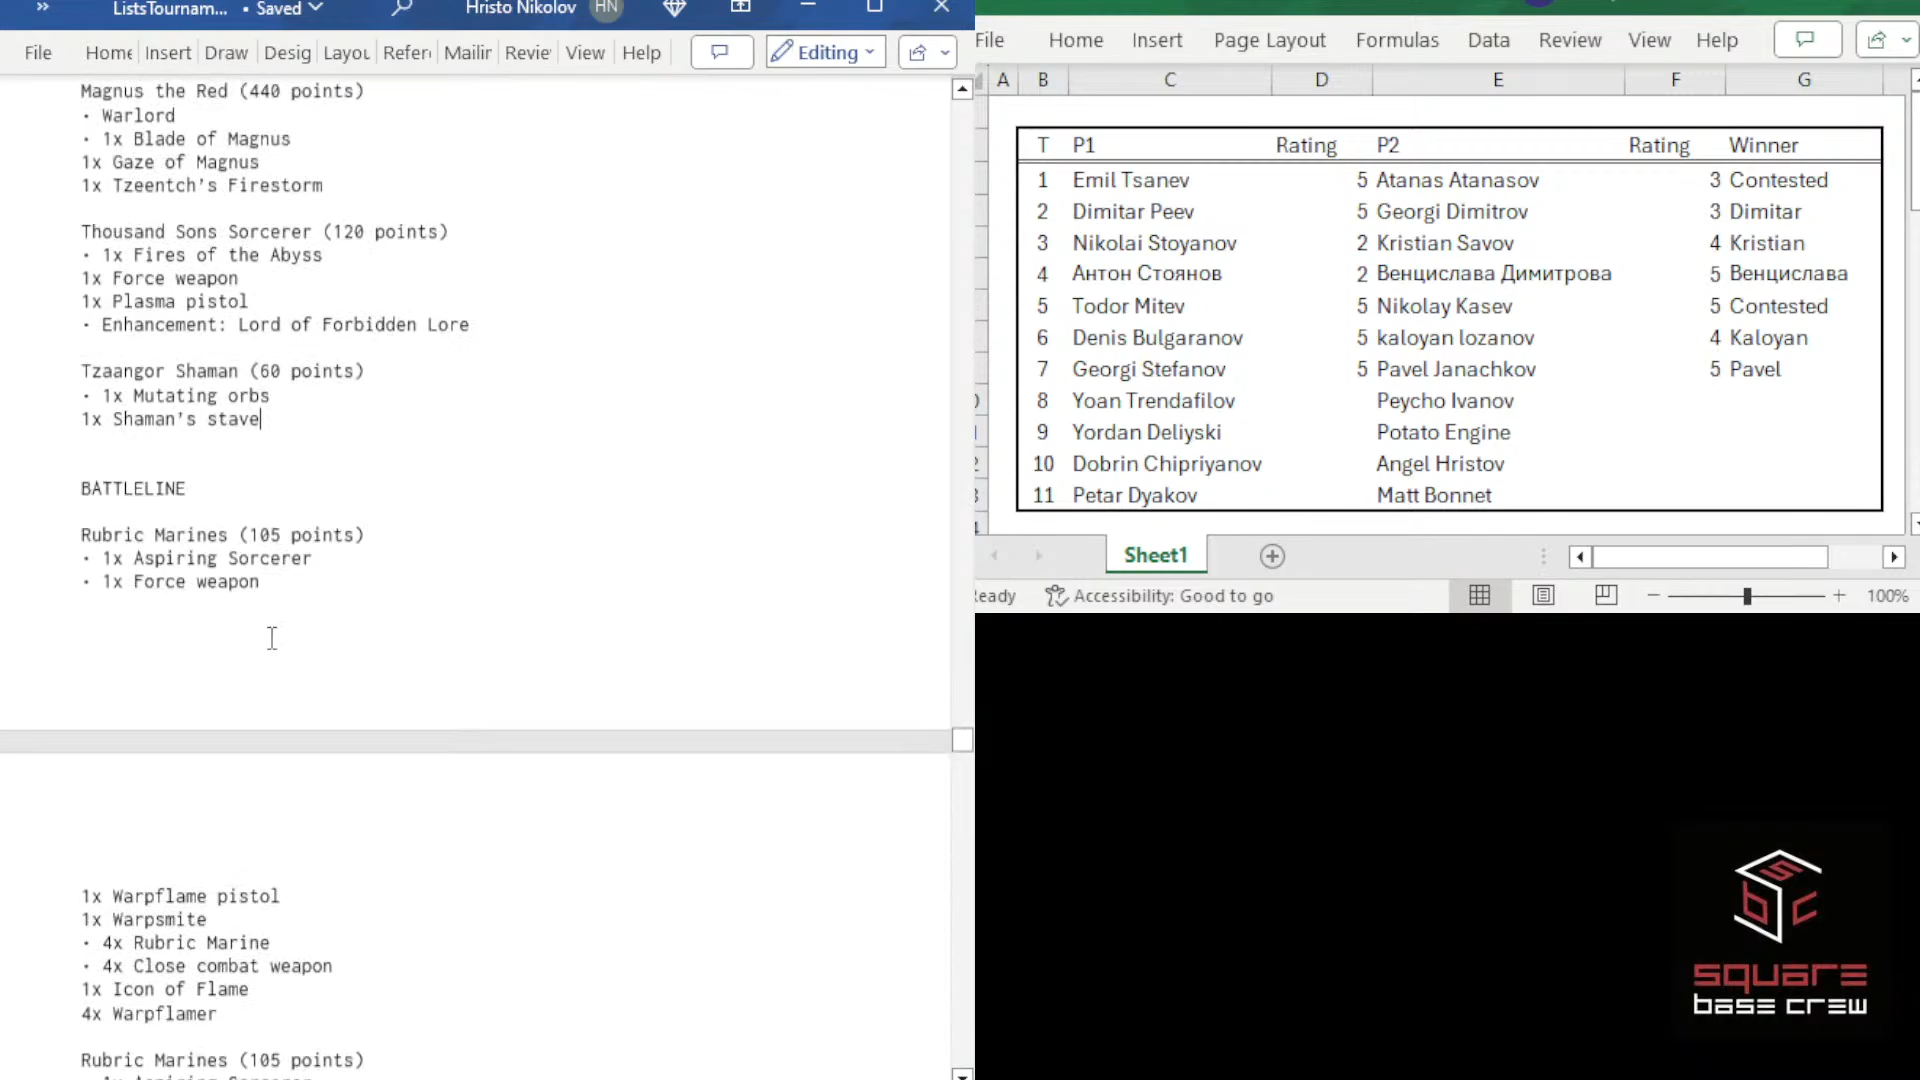 ListsTournam... • Saved
Hristo Nikolov HN
File Home Insert Draw Desig Layou Refer Mailin Revie View Help
Editing
Magnus the Red (440 points)
• Warlord
• 1x Blade of Magnus
1x Gaze of Magnus
1x Tzeentch's Firestorm
Thousand Sons Sorcerer (120 points)
• 1x Fires of the Abyss
1x Force weapon
1x Plasma pistol
• Enhancement: Lord of Forbidden Lore
Tzaangor Shaman (60 points)
• 1x Mutating orbs
1x Shaman's stave
BATTLELINE
Rubric Marines (105 points)
• 1x Aspiring Sorcerer
• 1x Force weapon
1x Warpflame pistol
1x Warpsmite
• 4x Rubric Marine
• 4x Close combat weapon
1x Icon of Flame
4x Warpflamer
Rubric Marines (105 points)
File Home Insert Page Layout Formulas Data Review View Help
A B C D E F G
T P1 Rating P2 Rating Winner
1 Emil Tsanev 5 Atanas Atanasov 3 Contested
2 Dimitar Peev 5 Georgi Dimitrov 3 Dimitar
3 Nikolai Stoyanov 2 Kristian Savov 4 Kristian
4 Антон Стоянов 2 Венцислава Димитрова 5 Венцислава
5 Todor Mitev 5 Nikolay Kasev 5 Contested
6 Denis Bulgaranov 5 kaloyan lozanov 4 Kaloyan
7 Georgi Stefanov 5 Pavel Janachkov 5 Pavel
8 Yoan Trendafilov Peycho Ivanov
9 Yordan Deliyski Potato Engine
10 Dobrin Chipriyanov Angel Hristov
11 Petar Dyakov Matt Bonnet
Sheet1
eady Accessibility: Good to go 100%
sbc
square
base crew